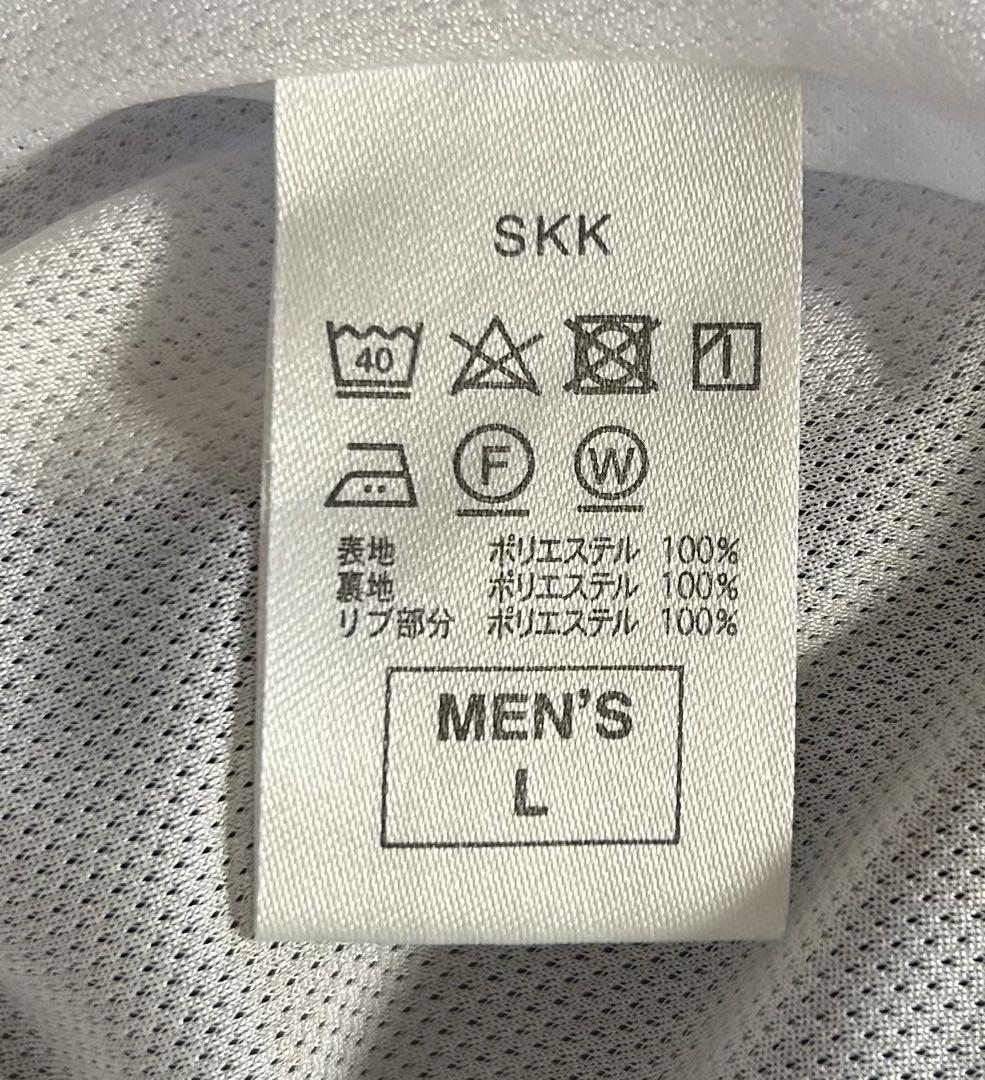 SKK
40
F W
表地 ポリエステル 100%
裏地 ポリエステル 100%
リブ部分 ポリエステル 100%
MEN'S
L